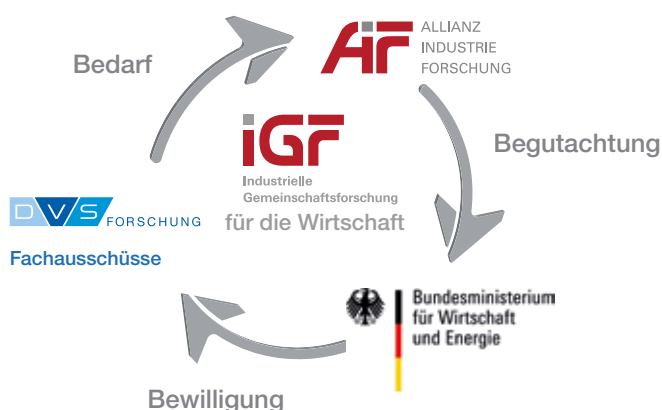 Bedarf
AiF
ALLIANZ
INDUSTRIE
FORSCHUNG
Begutachtung
iGF
Industrielle
Gemeinschaftsforschung
für die Wirtschaft
DVS FORSCHUNG
Fachausschüsse
Bundesministerium
für Wirtschaft
und Energie
Bewilligung